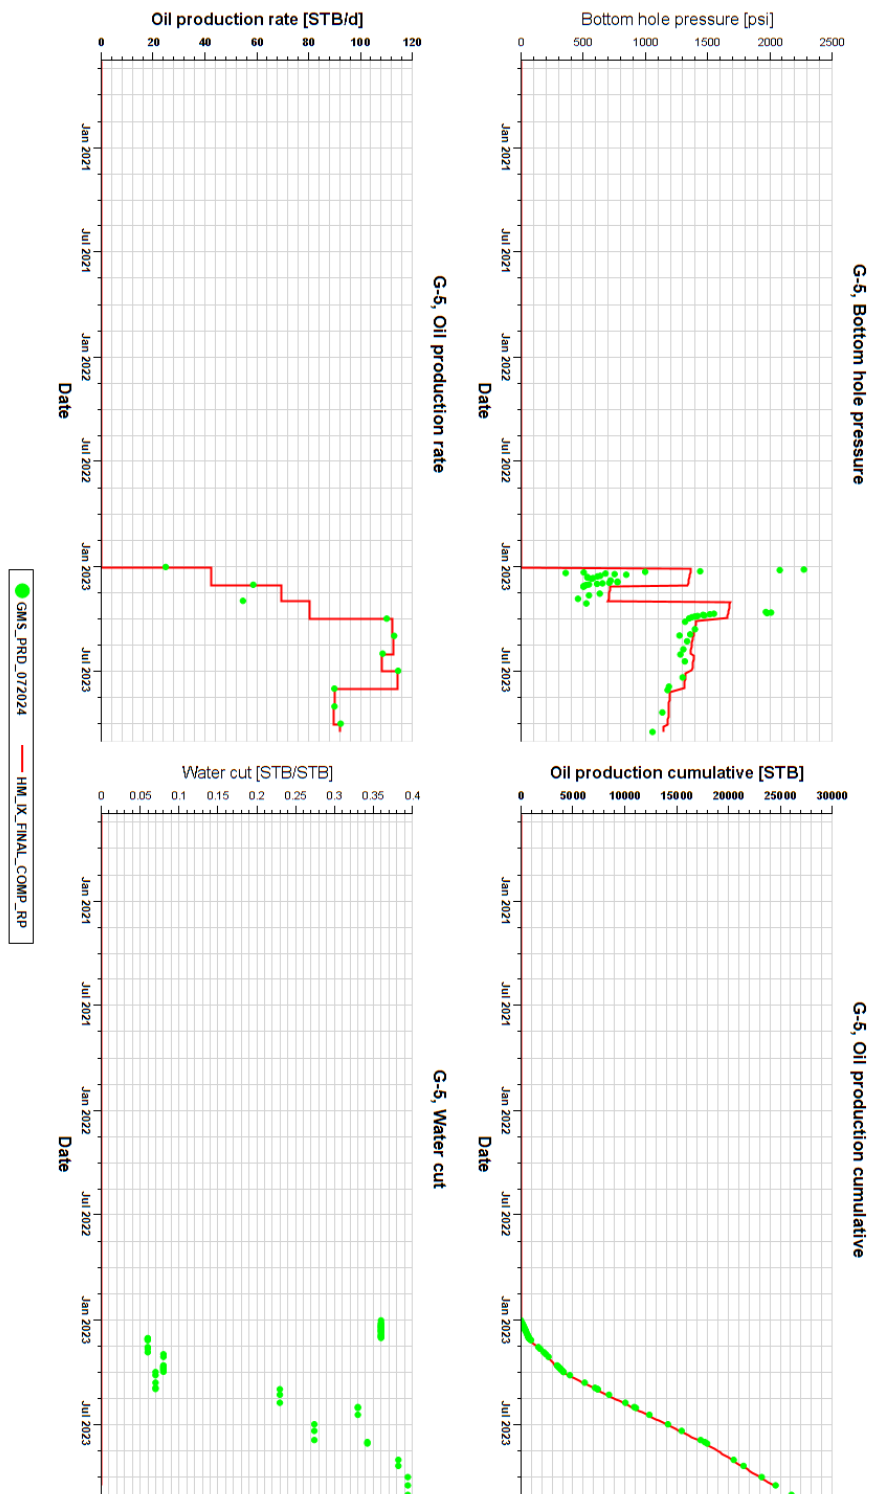 G-5, Bottom hole pressure
Bottom hole pressure [psi]
2500
2000
1500
1000
500
0
Jan 2021
Jul 2021
Jan 2022
Jul 2022
Jan 2023
Jul 2023
Date
G-5, Oil production cumulative
Oil production cumulative [STB]
30000
25000
20000
15000
10000
5000
0
Jan 2021
Jul 2021
Jan 2022
Jul 2022
Jan 2023
Jul 2023
Date
G-5, Oil production rate
Oil production rate [STB/d]
120
100
80
60
40
20
0
Jan 2021
Jul 2021
Jan 2022
Jul 2022
Jan 2023
Jul 2023
Date
G-5, Water cut
Water cut [STB/STB]
0.4
0.35
0.3
0.25
0.2
0.15
0.1
0.05
0
Jan 2021
Jul 2021
Jan 2022
Jul 2022
Jan 2023
Jul 2023
Date
GMS_PRD_072024 HM_IX_FINAL_COMP_RP